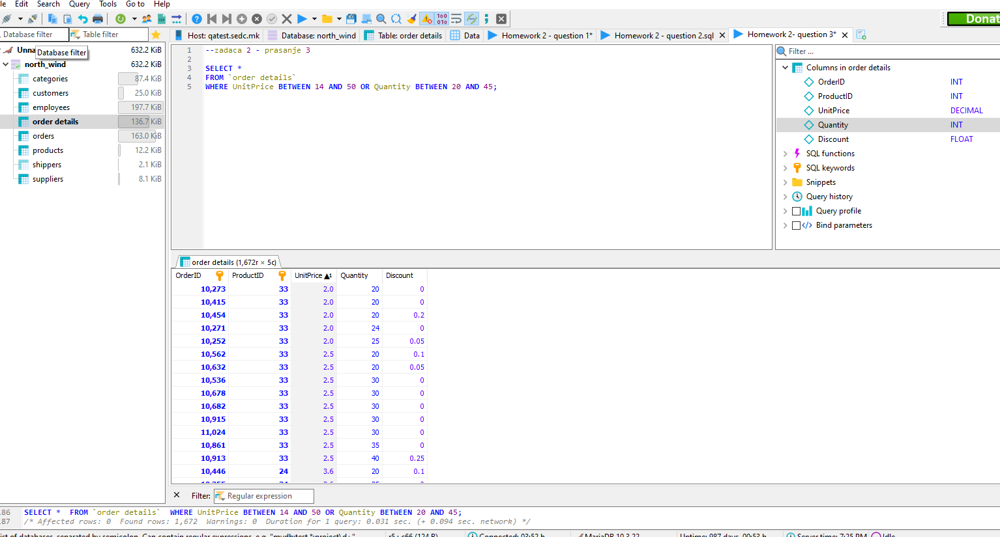 le Edit Search Query Tools Go to Help
Donat
Database filter Table filter
Host: qatest.sedc.mk Database: north_wind Table: order details Data Homework 2 - question 1* Homework 2 - question 2.sql Homework 2- question 3*
Unna 632.2 KiB
Database filter
north_wind 632.2 KiB
categories 87.4 KiB
customers 25.0 KiB
employees 197.7 KiB
order details 136.7 KiB
orders 163.0 KiB
products 12.2 KiB
shippers 2.1 KiB
suppliers 8.1 KiB
1 --zadaca 2 - prasanje 3
2
3 SELECT *
4 FROM `order details`
5 WHERE UnitPrice BETWEEN 14 AND 50 OR Quantity BETWEEN 20 AND 45;
Filter ...
Columns in order details
OrderID INT
ProductID INT
UnitPrice DECIMAL
Quantity INT
Discount FLOAT
SQL functions
SQL keywords
Snippets
Query history
Query profile
Bind parameters
order details (1,672r × 5c)
OrderID ProductID UnitPrice ▲1 Quantity Discount
10,273 33 2.0 20 0
10,415 33 2.0 20 0
10,454 33 2.0 20 0.2
10,271 33 2.0 24 0
10,252 33 2.0 25 0.05
10,562 33 2.5 20 0.1
10,632 33 2.5 20 0.05
10,536 33 2.5 30 0
10,678 33 2.5 30 0
10,682 33 2.5 30 0
10,915 33 2.5 30 0
11,024 33 2.5 30 0
10,861 33 2.5 35 0
10,913 33 2.5 40 0.25
10,446 24 3.6 20 0.1
Filter: Regular expression
186 SELECT * FROM `order details` WHERE UnitPrice BETWEEN 14 AND 50 OR Quantity BETWEEN 20 AND 45;
187 /* Affected rows: 0 Found rows: 1,672 Warnings: 0 Duration for 1 query: 0.031 sec. (+ 0.094 sec. network) */
ist of databases, separated by semicolon. Can contain regular expressions, e.g. "mydb;test.*;project\d+" r5 : c66 (124 B) Connected: 03:52 h MariaDB 10.3.22 Uptime: 987 days, 00:53 h Server time: 7:25 PM Idle